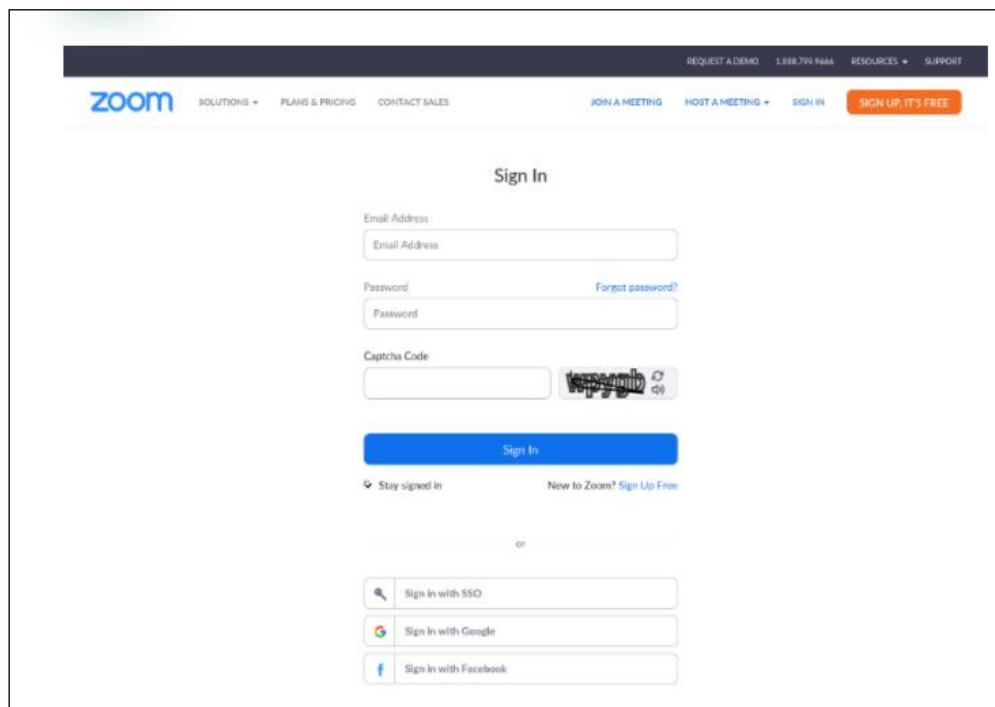 REQUEST A DEMO 1.888.799.9666 RESOURCES SUPPORT
zoom SOLUTIONS PLANS & PRICING CONTACT SALES JOIN A MEETING HOST A MEETING SIGN IN SIGN UP, IT'S FREE
Sign In
Email Address
Email Address
Password Forgot password?
Password
Captcha Code
wpygb
Sign In
Stay signed in New to Zoom? Sign Up Free
or
Sign in with SSO
G Sign in with Google
f Sign in with Facebook